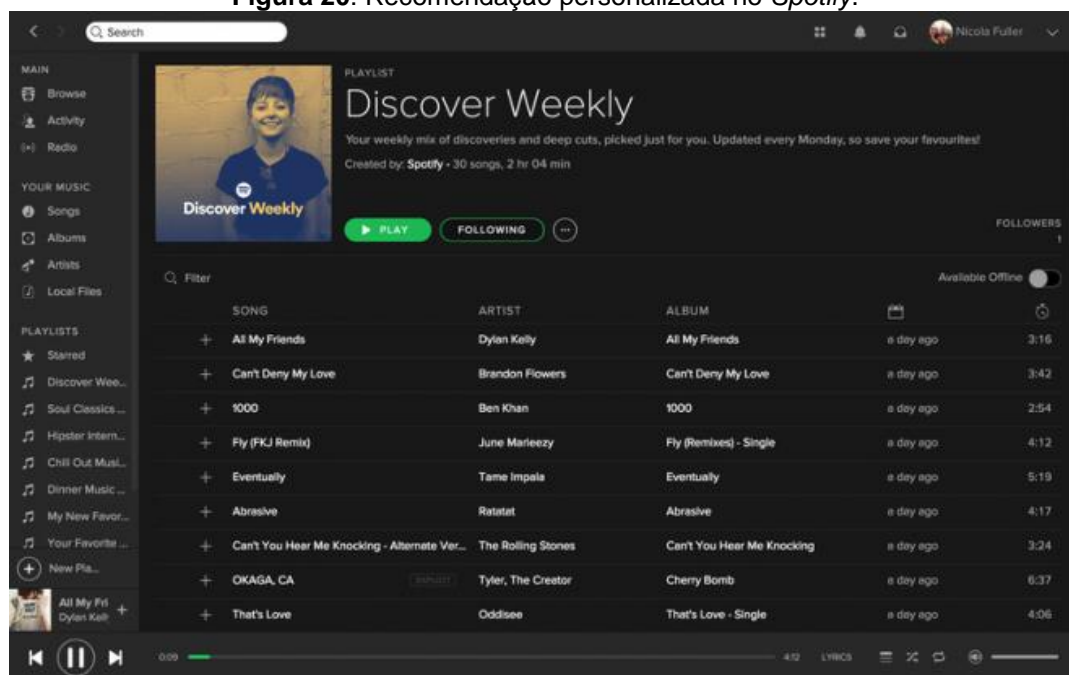 Figura 20. Recomendação personalizada no Spotify.
Search
Nicola Fuller
MAIN
Browse
Activity
Radio
YOUR MUSIC
Songs
Albums
Artists
Local Files
PLAYLISTS
Starred
Discover Wee...
Soul Classics ...
Hipster Intern...
Chill Out Musi...
Dinner Music ...
My New Favor...
Your Favorite ...
New Pla...
All My Fri
Dylan Kell
Discover Weekly
PLAYLIST
Discover Weekly
Your weekly mix of discoveries and deep cuts, picked just for you. Updated every Monday, so save your favourites!
Created by: Spotify • 30 songs, 2 hr 04 min
PLAY FOLLOWING
FOLLOWERS
1
Filter Available Offline
SONG ARTIST ALBUM
All My Friends Dylan Kelly All My Friends a day ago 3:16
Can't Deny My Love Brandon Flowers Can't Deny My Love a day ago 3:42
1000 Ben Khan 1000 a day ago 2:54
Fly (FKJ Remix) June Marieezy Fly (Remixes) - Single a day ago 4:12
Eventually Tame Impala Eventually a day ago 5:19
Abrasive Ratatat Abrasive a day ago 4:17
Can't You Hear Me Knocking - Alternate Ver... The Rolling Stones Can't You Hear Me Knocking a day ago 3:24
OKAGA, CA EXPLICIT Tyler, The Creator Cherry Bomb a day ago 6:37
That's Love Oddisee That's Love - Single a day ago 4:06
0:09 4:12 LYRICS